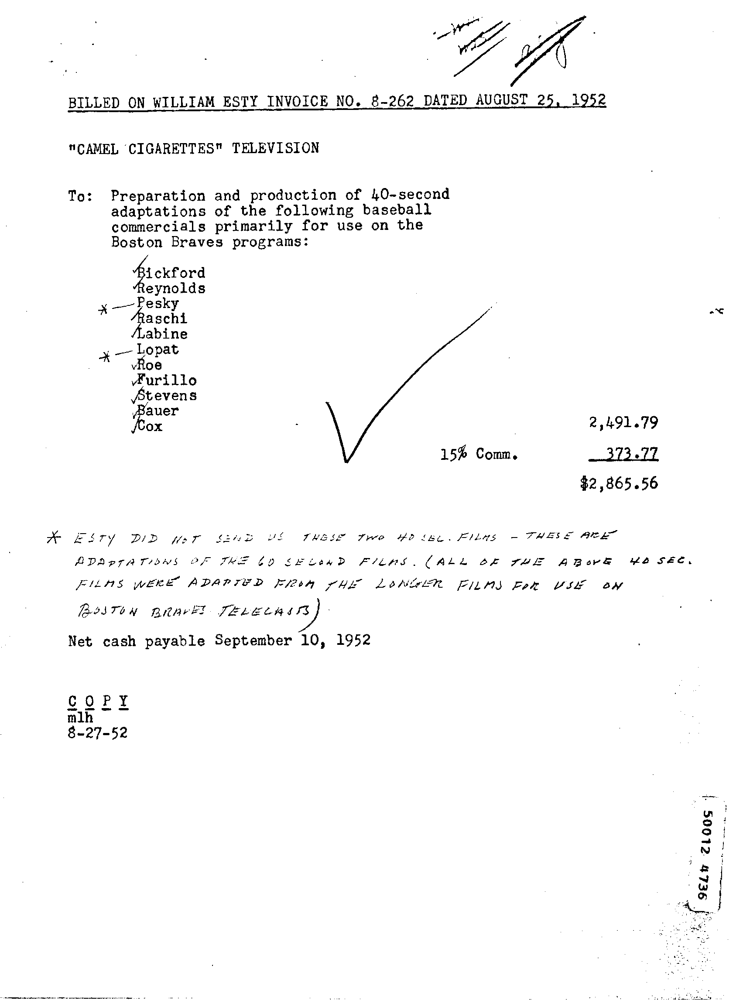 BILLED ON WILLIAM ESTY INVOICE NO. 8-262 DATED AUGUST 25, 1952
"CAMEL CIGARETTES" TELEVISION
To: Preparation and production of 40-second
adaptations of the following baseball
commercials primarily for use on the
Boston Braves programs:
Bickford
Reynolds
* — Pesky
Raschi
Labine
* — Lopat
Roe
Furillo
Stevens
Bauer
Cox
2,491.79
15% Comm. 373.77
$2,865.56
* ESTY DID NOT SEND US THESE TWO 40 SEC. FILMS - THESE ARE
ADAPTATIONS OF THE 60 SECOND FILMS. (ALL OF THE ABOVE 40 SEC.
FILMS WERE ADAPTED FROM THE LONGER FILMS FOR USE ON
BOSTON BRAVES TELECASTS)
Net cash payable September 10, 1952
C O P Y
mlh
8-27-52
50012 4736